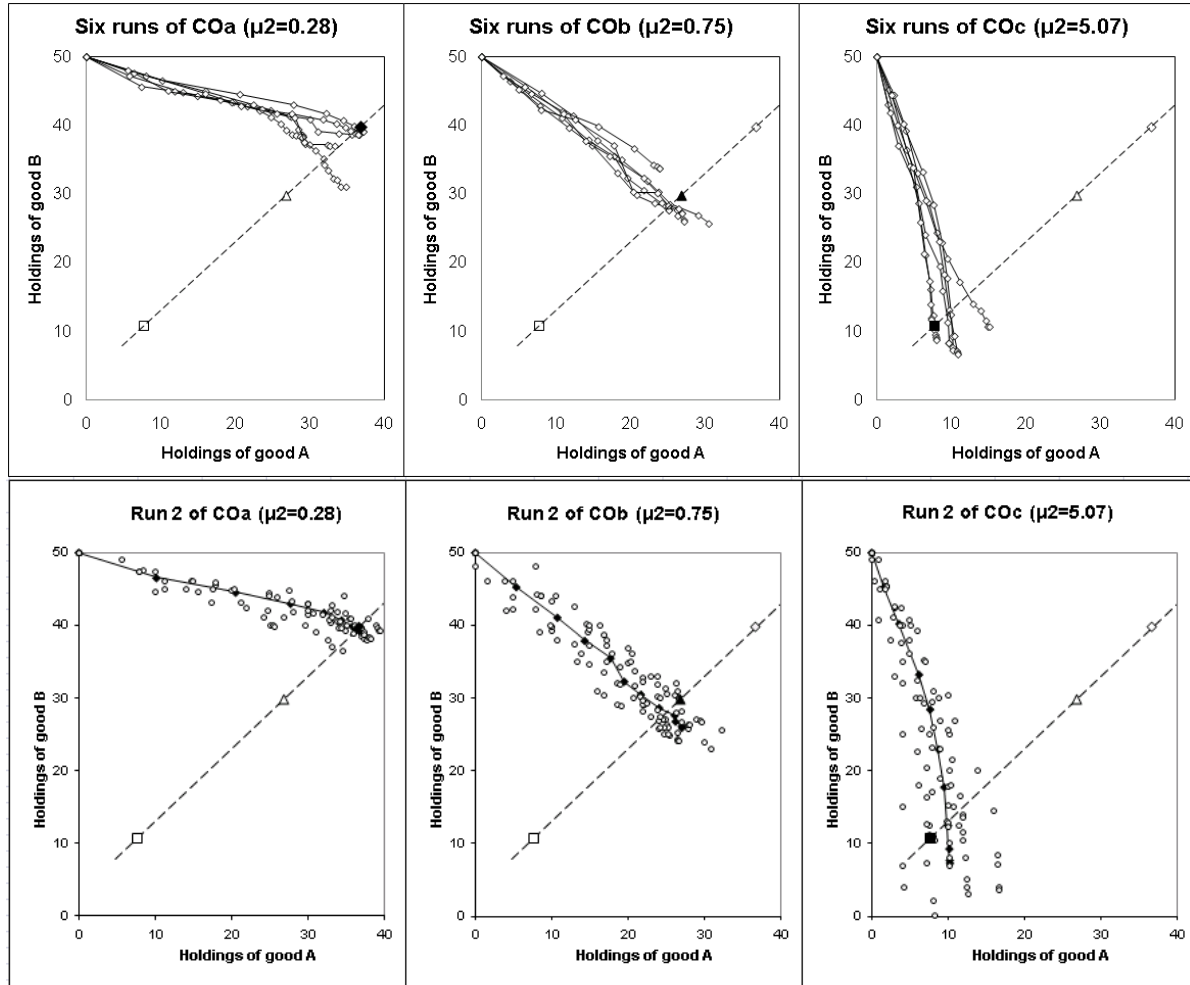 Six runs of COa (µ2=0.28)
50
40
30
20
10
0
Holdings of good B
0 10 20 30 40
Holdings of good A
Six runs of COb (µ2=0.75)
50
40
30
20
10
0
Holdings of good B
0 10 20 30 40
Holdings of good A
Six runs of COc (µ2=5.07)
50
40
30
20
10
0
Holdings of good B
0 10 20 30 40
Holdings of good A
Run 2 of COa (µ2=0.28)
50
40
30
20
10
0
Holdings of good B
0 10 20 30 40
Holdings of good A
Run 2 of COb (µ2=0.75)
50
40
30
20
10
0
Holdings of good B
0 10 20 30 40
Holdings of good A
Run 2 of COc (µ2=5.07)
50
40
30
20
10
0
Holdings of good B
0 10 20 30 40
Holdings of good A